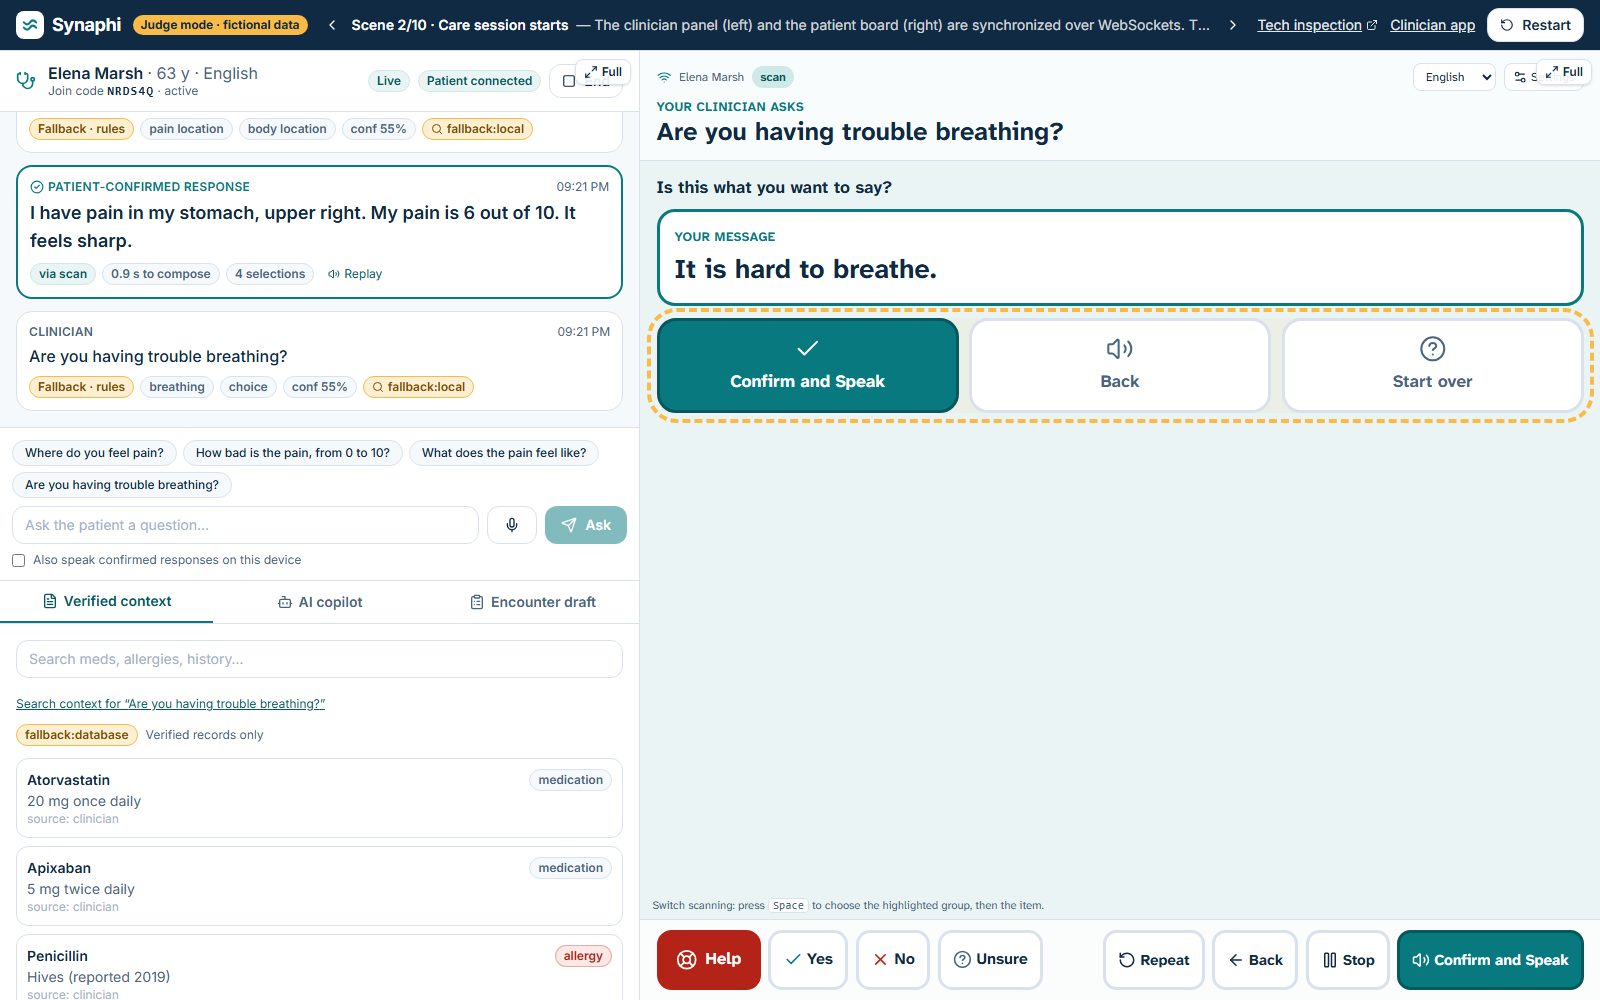 Synaphi
Judge mode · fictional data
Scene 2/10 · Care session starts — The clinician panel (left) and the patient board (right) are synchronized over WebSockets. T...
Tech inspection
Clinician app
Restart
Elena Marsh · 63 y · English
Join code NRDS4Q · active
Live
Patient connected
Full
Fallback · rules
pain location
body location
conf 55%
fallback:local
PATIENT-CONFIRMED RESPONSE
09:21 PM
I have pain in my stomach, upper right. My pain is 6 out of 10. It
feels sharp.
via scan
0.9 s to compose
4 selections
Replay
CLINICIAN
09:21 PM
Are you having trouble breathing?
Fallback · rules
breathing
choice
conf 55%
fallback:local
Where do you feel pain?
How bad is the pain, from 0 to 10?
What does the pain feel like?
Are you having trouble breathing?
Ask the patient a question...
Ask
Also speak confirmed responses on this device
Verified context
AI copilot
Encounter draft
Search meds, allergies, history...
Search context for “Are you having trouble breathing?”
fallback:database
Verified records only
Atorvastatin
medication
20 mg once daily
source: clinician
Apixaban
medication
5 mg twice daily
source: clinician
Penicillin
allergy
Hives (reported 2019)
source: clinician
Elena Marsh
scan
English
Full
YOUR CLINICIAN ASKS
Are you having trouble breathing?
Is this what you want to say?
YOUR MESSAGE
It is hard to breathe.
Confirm and Speak
Back
Start over
Switch scanning: press Space to choose the highlighted group, then the item.
Help
Yes
No
Unsure
Repeat
Back
Stop
Confirm and Speak